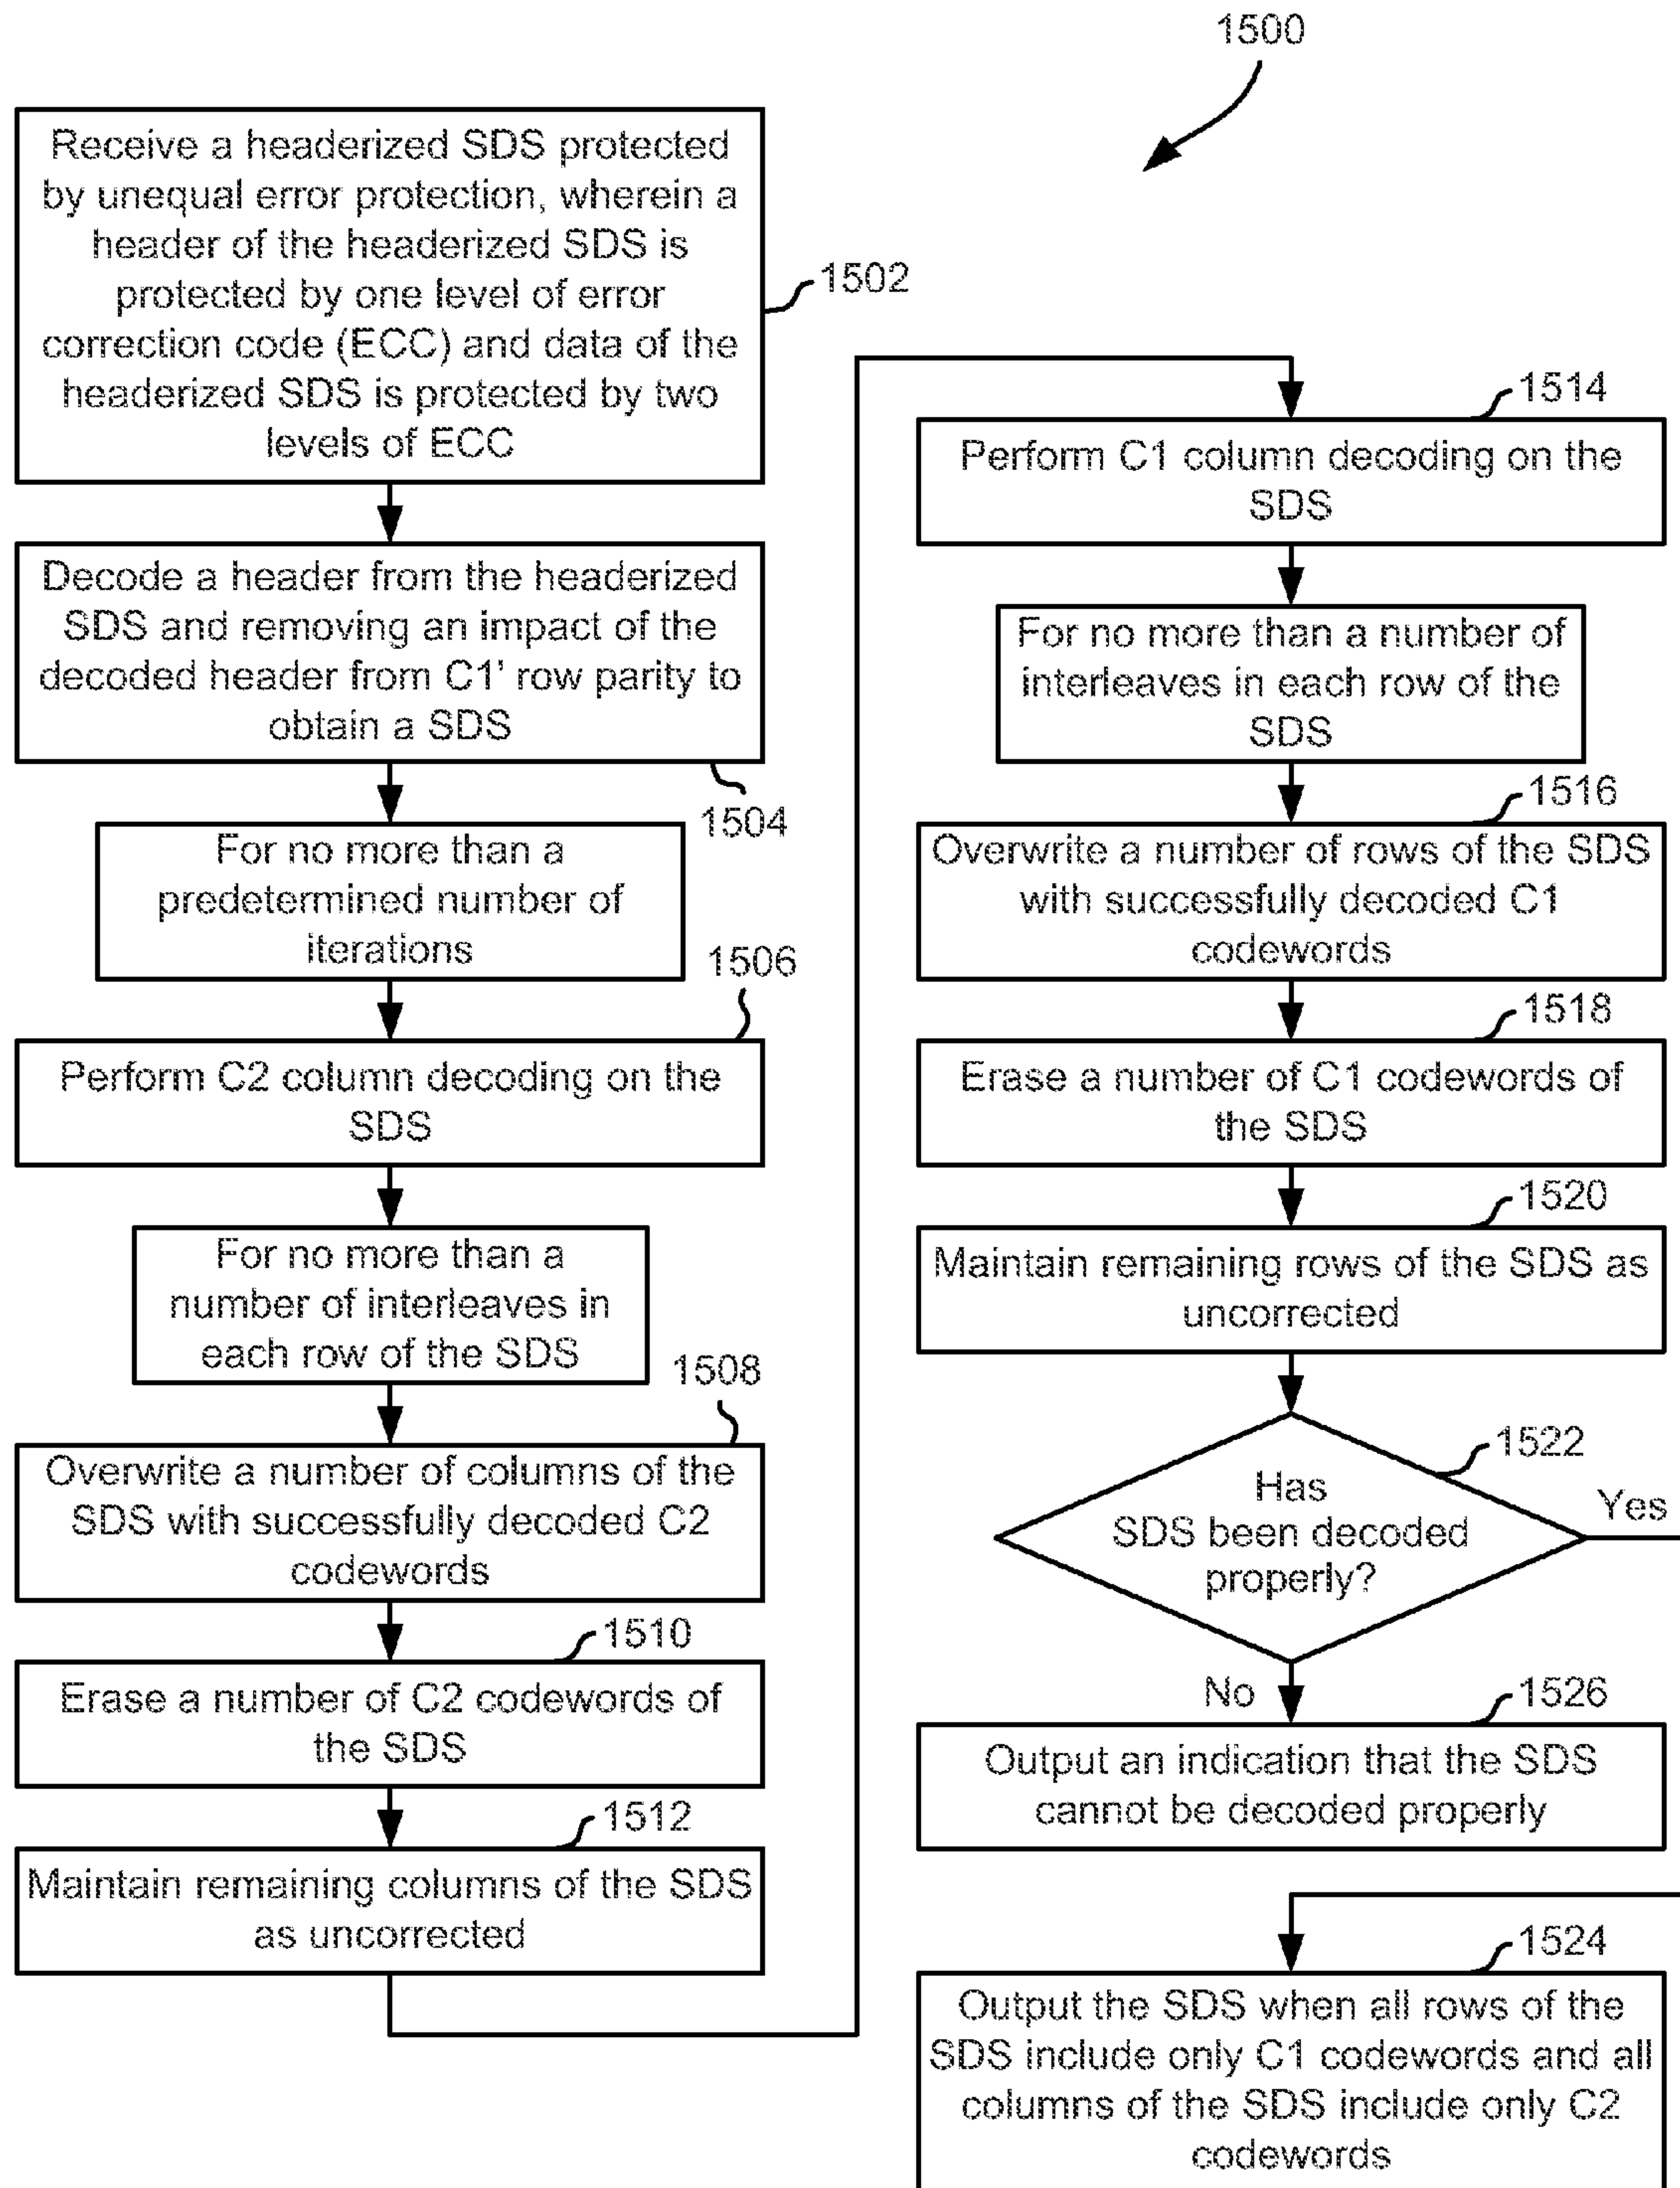 1500
Receive a headerized SDS protected
by unequal error protection, wherein a
header of the headerized SDS is
protected by one level of error
correction code (ECC) and data of the
headerized SDS is protected by two
levels of ECC
1502
Decode a header from the headerized
SDS and removing an impact of the
decoded header from C1' row parity to
obtain a SDS
1504
For no more than a
predetermined number of
iterations
1506
Perform C2 column decoding on the
SDS
For no more than a
number of interleaves in
each row of the SDS
1508
Overwrite a number of columns of the
SDS with successfully decoded C2
codewords
1510
Erase a number of C2 codewords of
the SDS
1512
Maintain remaining columns of the SDS
as uncorrected
1514
Perform C1 column decoding on the
SDS
For no more than a number of
interleaves in each row of the
SDS
1516
Overwrite a number of rows of the SDS
with successfully decoded C1
codewords
1518
Erase a number of C1 codewords of
the SDS
1520
Maintain remaining rows of the SDS as
uncorrected
1522
Has
SDS been decoded
properly?
Yes
No
1526
Output an indication that the SDS
cannot be decoded properly
1524
Output the SDS when all rows of the
SDS include only C1 codewords and all
columns of the SDS include only C2
codewords